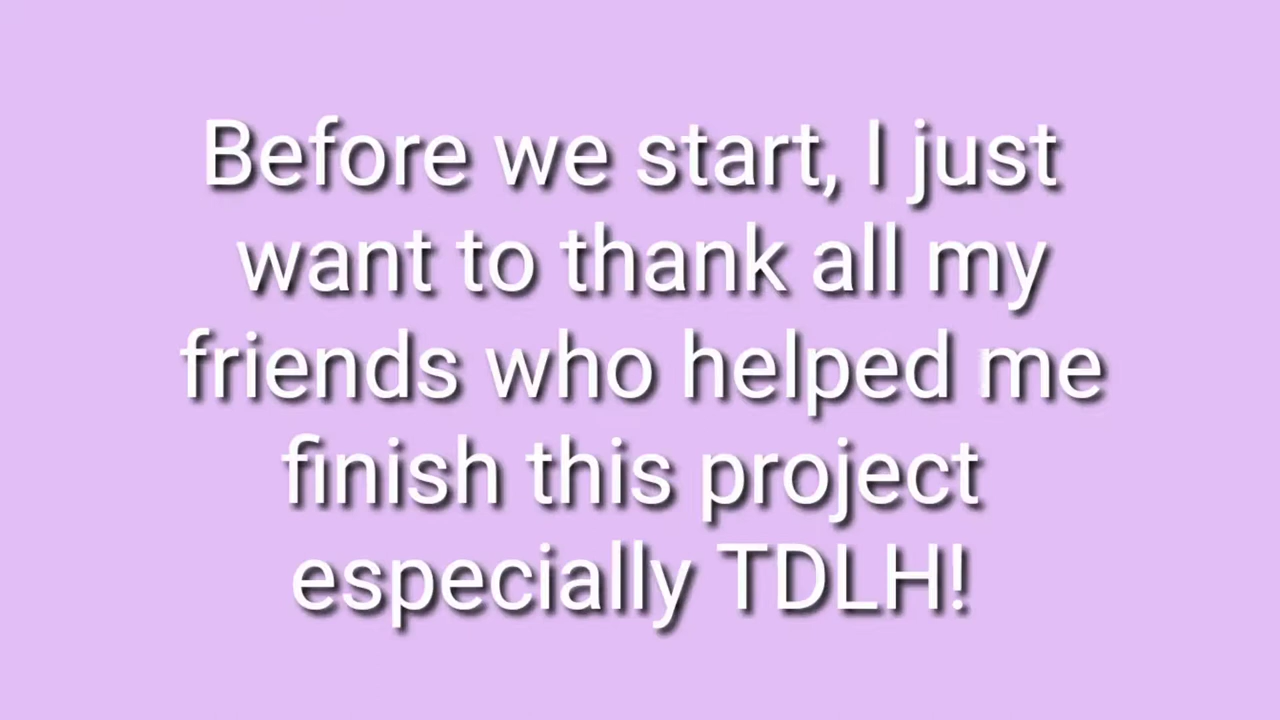 Before we start, I just
want to thank all my
friends who helped me
finish this project
especially TDLH!